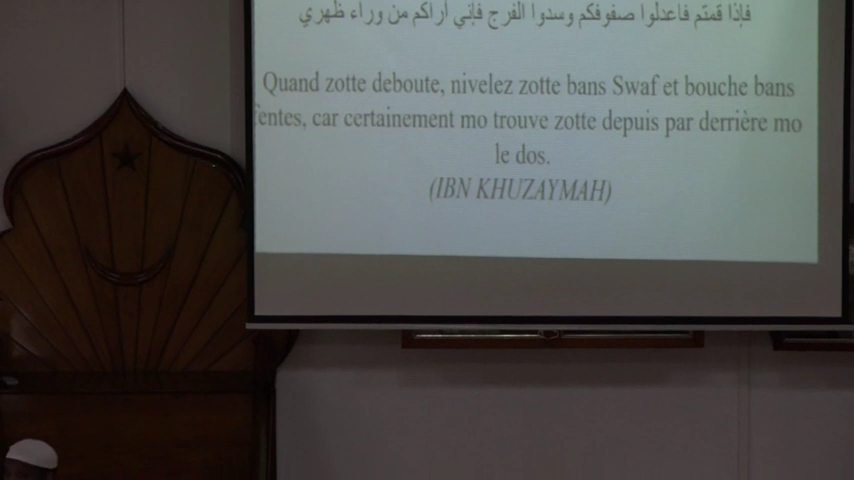 فإذا قمتم فاعدلوا صفوفكم وسدوا الفرج فإني أراكم من وراء ظهري
Quand zotte deboute, nivelez zotte bans Swaf et bouche bans
fentes, car certainement mo trouve zotte depuis par derrière mo
le dos.
(IBN KHUZAYMAH)